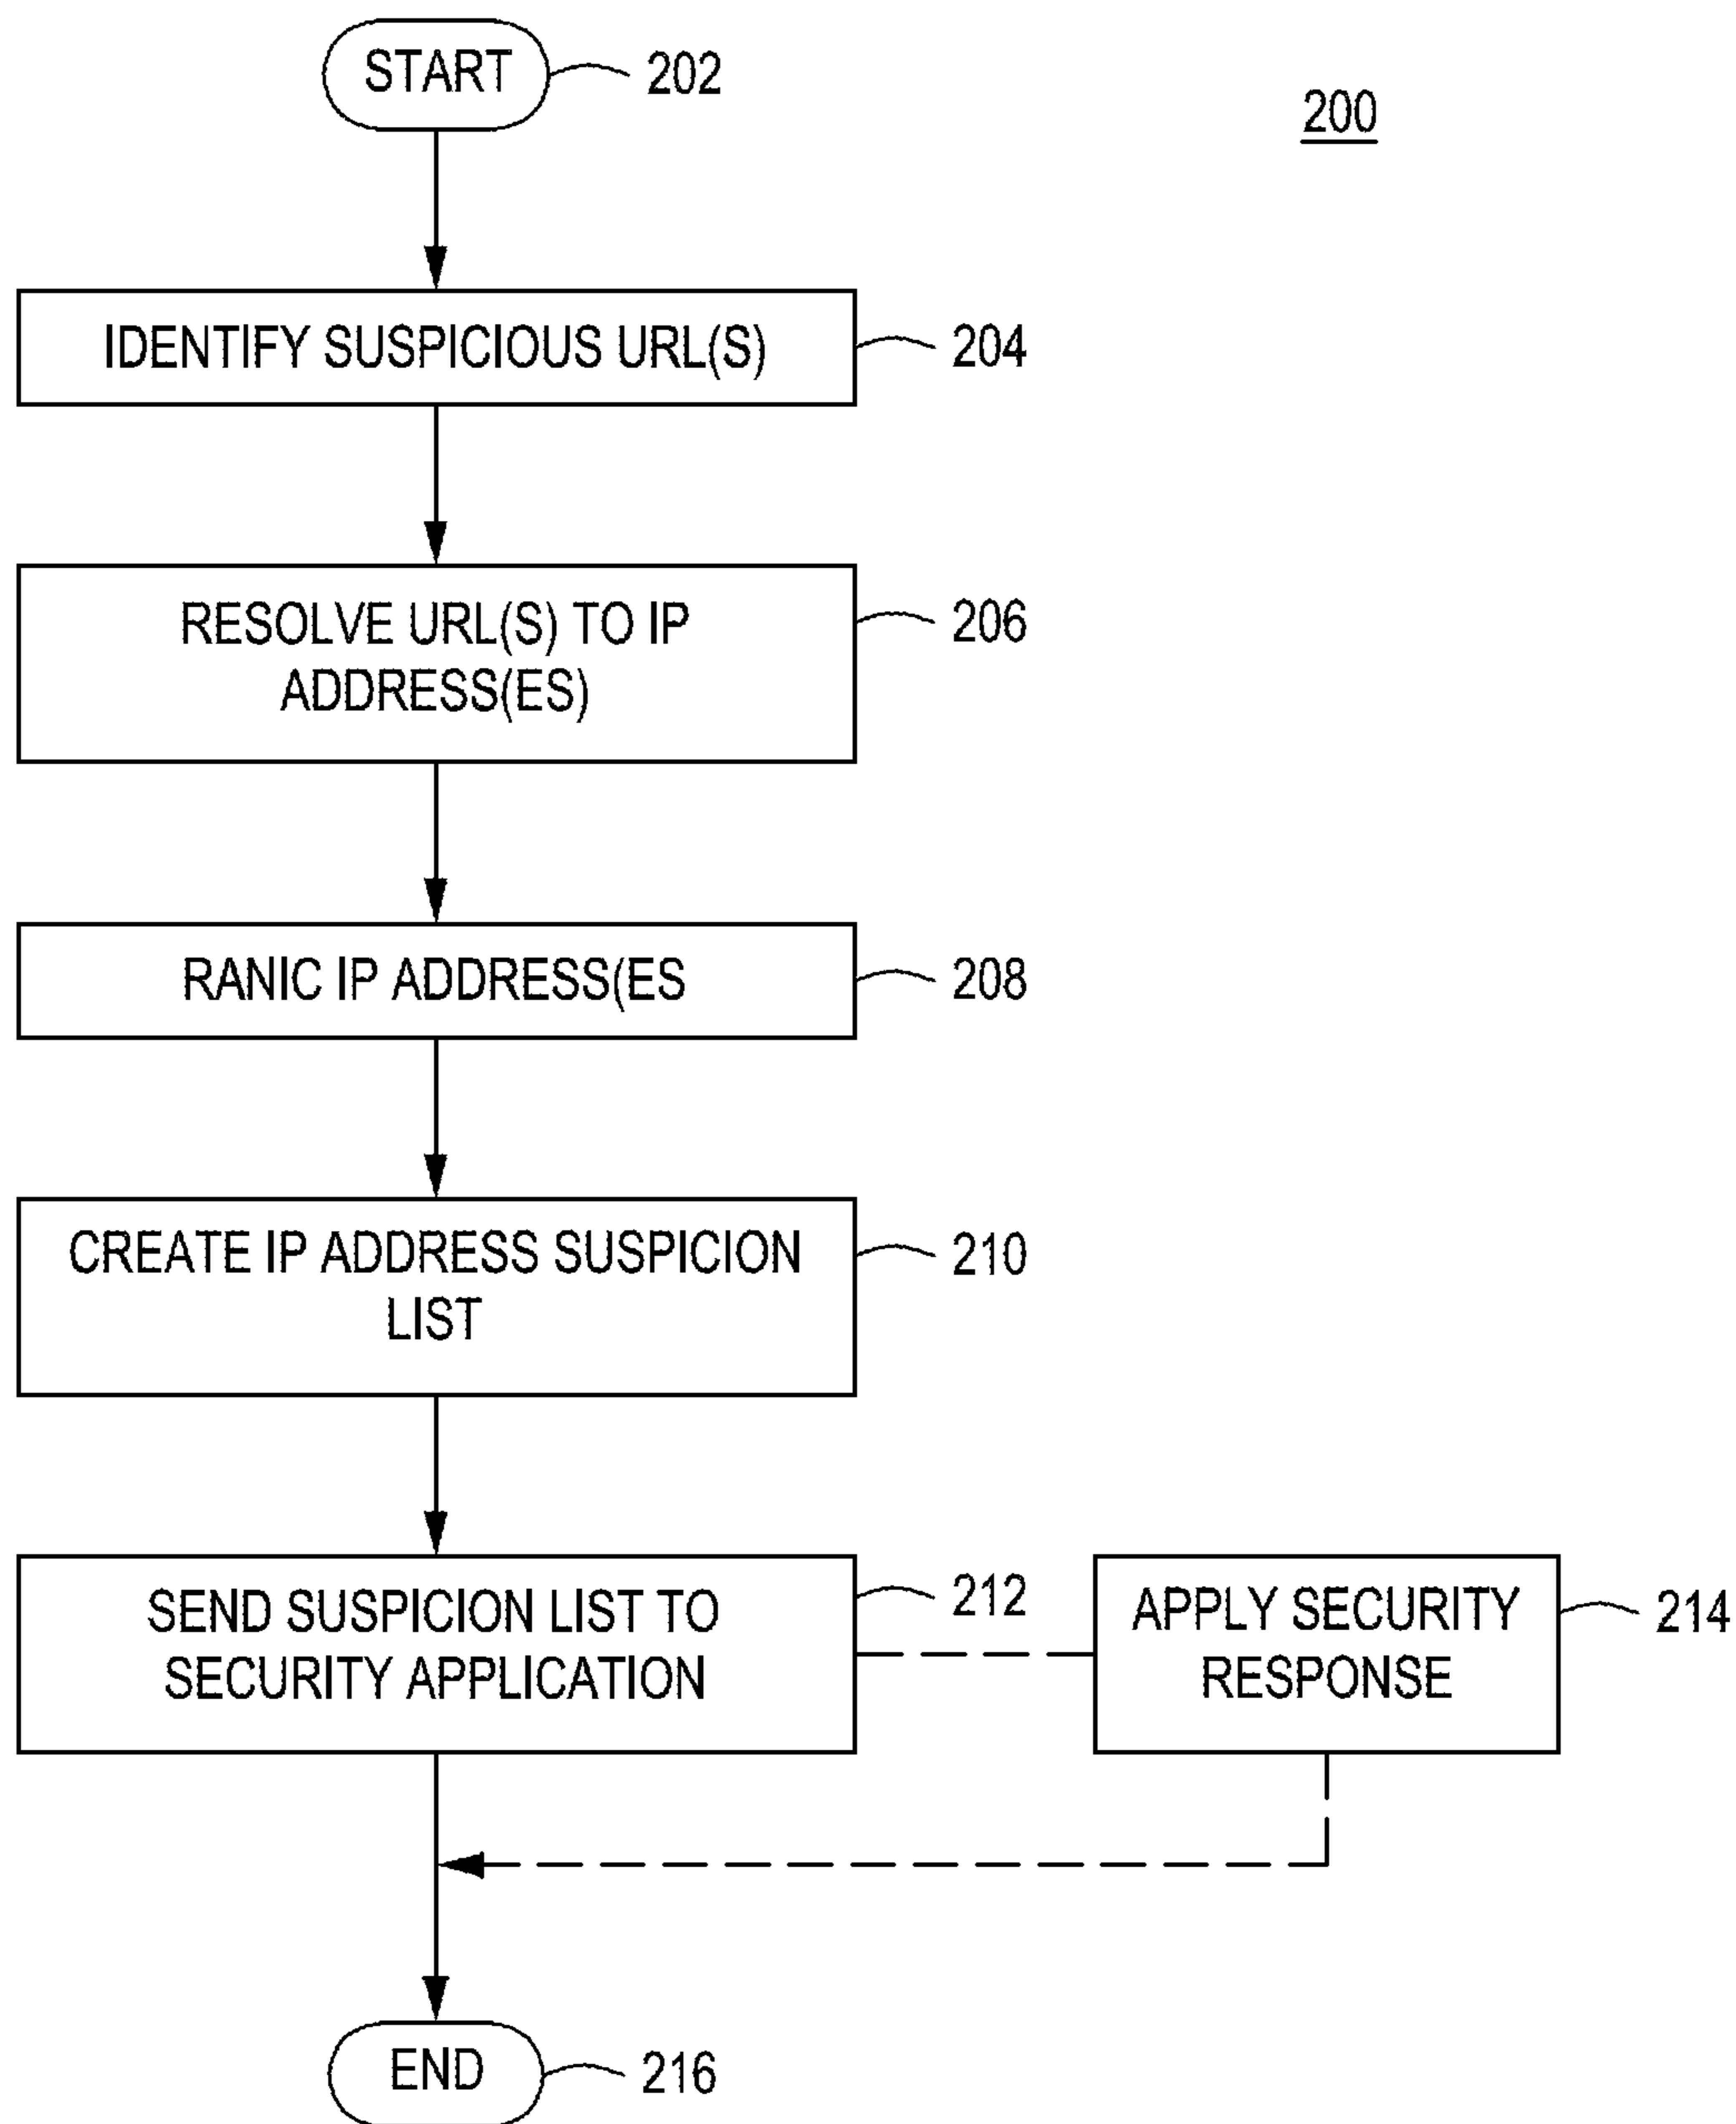 START
202
200
IDENTIFY SUSPICIOUS URL(S)
204
RESOLVE URL(S) TO IP
ADDRESS(ES)
206
RANIC IP ADDRESS(ES
208
CREATE IP ADDRESS SUSPICION
LIST
210
SEND SUSPICION LIST TO
SECURITY APPLICATION
212
APPLY SECURITY
RESPONSE
214
END
216